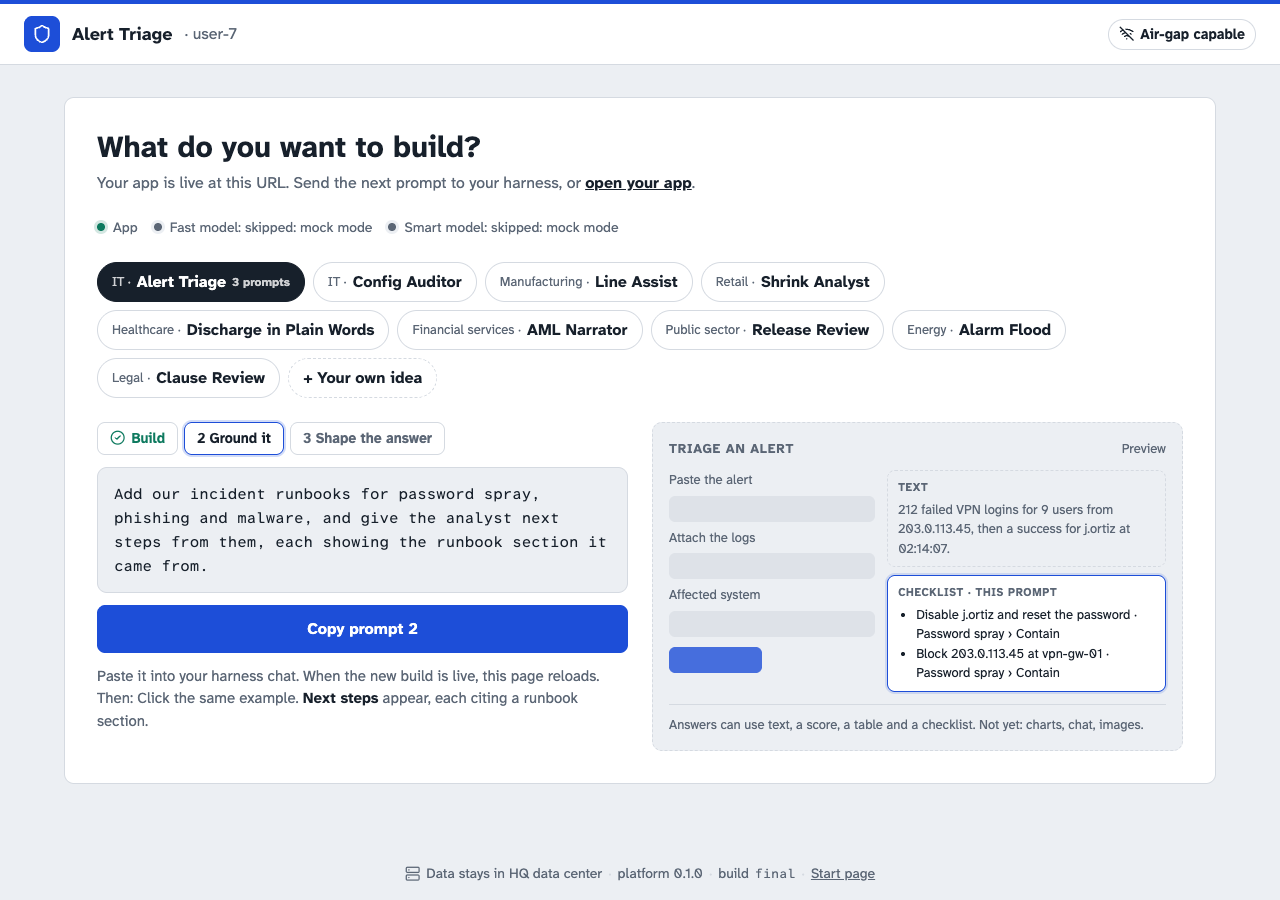 Alert Triage · user-7
Air-gap capable
What do you want to build?
Your app is live at this URL. Send the next prompt to your harness, or open your app.
App
Fast model: skipped: mock mode
Smart model: skipped: mock mode
IT · Alert Triage 3 prompts
IT · Config Auditor
Manufacturing · Line Assist
Retail · Shrink Analyst
Healthcare · Discharge in Plain Words
Financial services · AML Narrator
Public sector · Release Review
Energy · Alarm Flood
Legal · Clause Review
+ Your own idea
Build
2 Ground it
3 Shape the answer
Add our incident runbooks for password spray,
phishing and malware, and give the analyst next
steps from them, each showing the runbook section it
came from.
Copy prompt 2
Paste it into your harness chat. When the new build is live, this page reloads.
Then: Click the same example. Next steps appear, each citing a runbook
section.
TRIAGE AN ALERT
Preview
Paste the alert
Attach the logs
Affected system
TEXT
212 failed VPN logins for 9 users from
203.0.113.45, then a success for j.ortiz at
02:14:07.
CHECKLIST · THIS PROMPT
• Disable j.ortiz and reset the password ·
Password spray › Contain
• Block 203.0.113.45 at vpn-gw-01 ·
Password spray › Contain
Answers can use text, a score, a table and a checklist. Not yet: charts, chat, images.
Data stays in HQ data center · platform 0.1.0 · build final · Start page